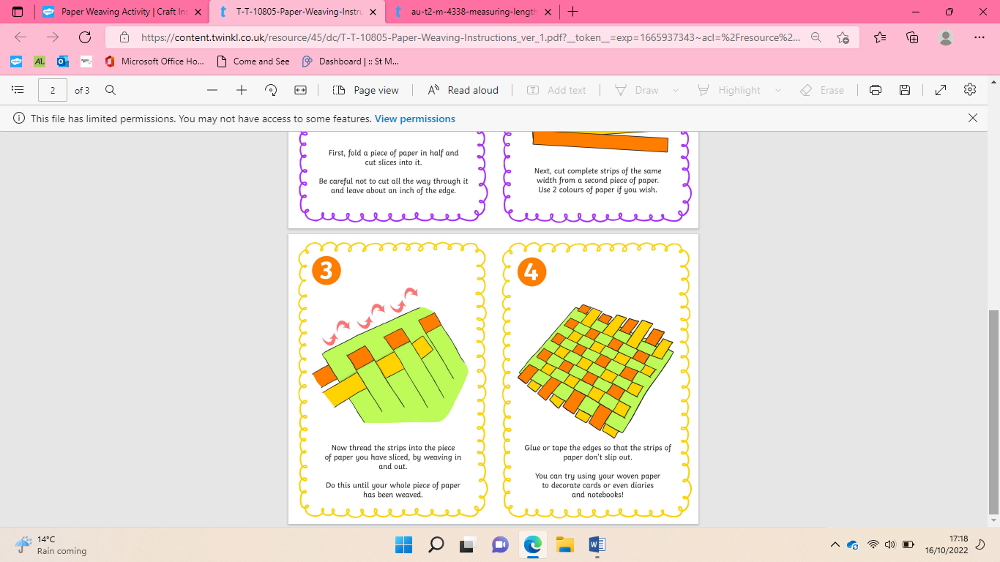 Paper Weaving Activity | Craft Ins
T-T-10805-Paper-Weaving-Instru
au-t2-m-4338-measuring-length
https://content.twinkl.co.uk/resource/45/dc/T-T-10805-Paper-Weaving-Instructions_ver_1.pdf?__token__=exp=1665937343~acl=%2Fresource%2...
AL
Microsoft Office Ho...
Come and See
Dashboard | :: St M...
2 of 3
Page view
Read aloud
Add text
Draw
Highlight
Erase
This file has limited permissions. You may not have access to some features. View permissions
First, fold a piece of paper in half and
cut slices into it.
Be careful not to cut all the way through it
and leave about an inch of the edge.
Next, cut complete strips of the same
width from a second piece of paper.
Use 2 colours of paper if you wish.
3
Now thread the strips into the piece
of paper you have sliced, by weaving in
and out.
Do this until your whole piece of paper
has been weaved.
4
Glue or tape the edges so that the strips of
paper don't slip out.
You can try using your woven paper
to decorate cards or even diaries
and notebooks!
14°C
Rain coming
17:18
16/10/2022